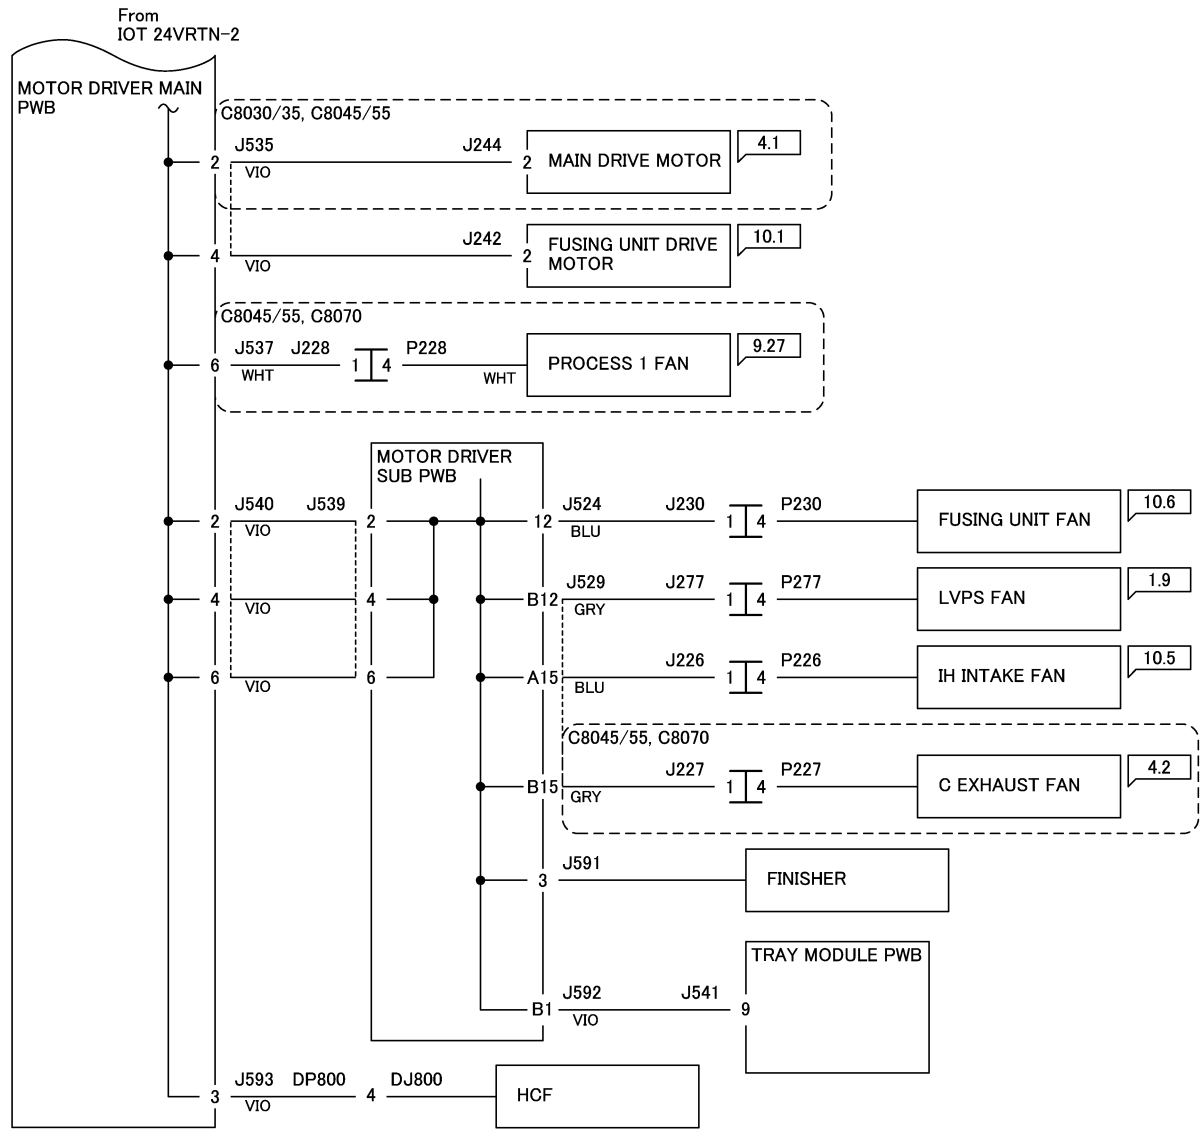 From
IOT 24VRTN-2
MOTOR DRIVER MAIN
PWB
C8030/35, C8045/55
2 J535 J244 2 MAIN DRIVE MOTOR 4.1
VIO
4 J242 2 FUSING UNIT DRIVE 10.1
MOTOR
VIO
C8045/55, C8070
6 J537 J228 1 4 P228 PROCESS 1 FAN 9.27
WHT WHT
MOTOR DRIVER
SUB PWB
2 J540 J539 2 12 J524 J230 1 4 P230 FUSING UNIT FAN 10.6
VIO BLU
4 4 B12 J529 J277 1 4 P277 LVPS FAN 1.9
VIO GRY
6 6 A15 J226 1 4 P226 IH INTAKE FAN 10.5
VIO BLU
C8045/55, C8070
B15 J227 1 4 P227 C EXHAUST FAN 4.2
GRY
3 J591 FINISHER
TRAY MODULE PWB
B1 J592 J541 9
VIO
3 J593 DP800 4 DJ800 HCF
VIO